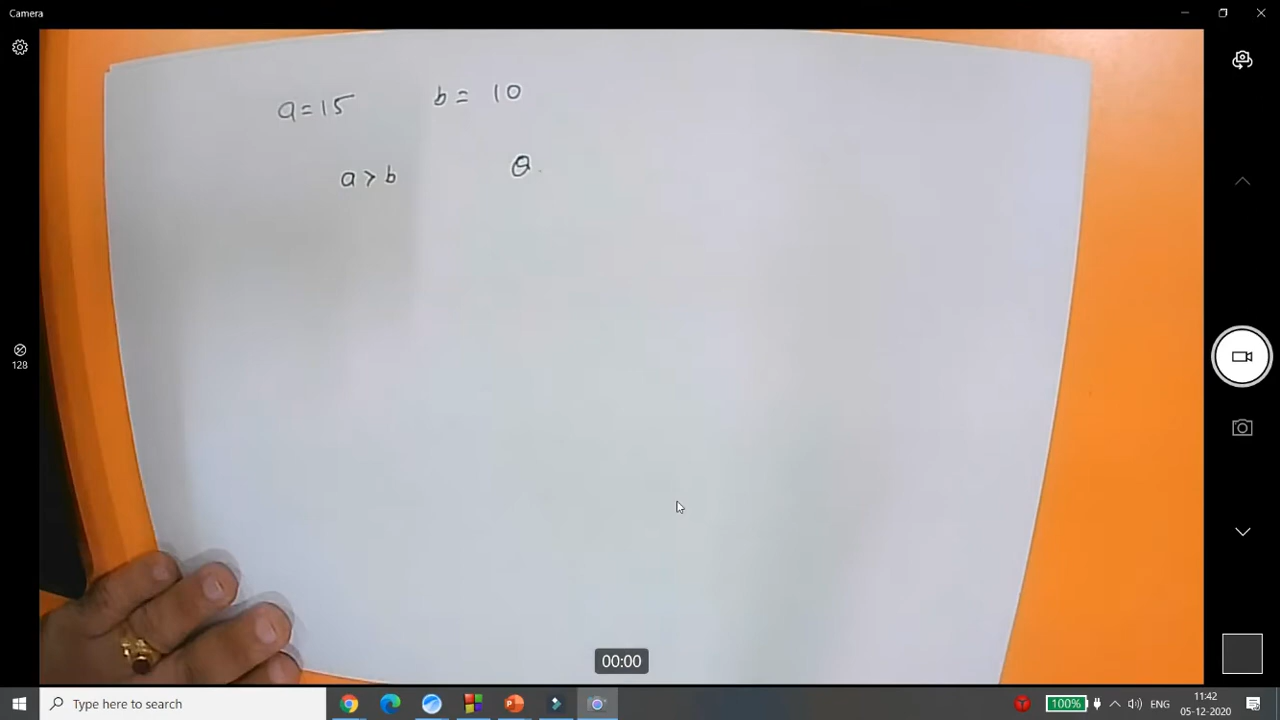 Camera
a = 15 b = 10
a > b
128
00:00
Type here to search
100%
ENG
11:42
05-12-2020